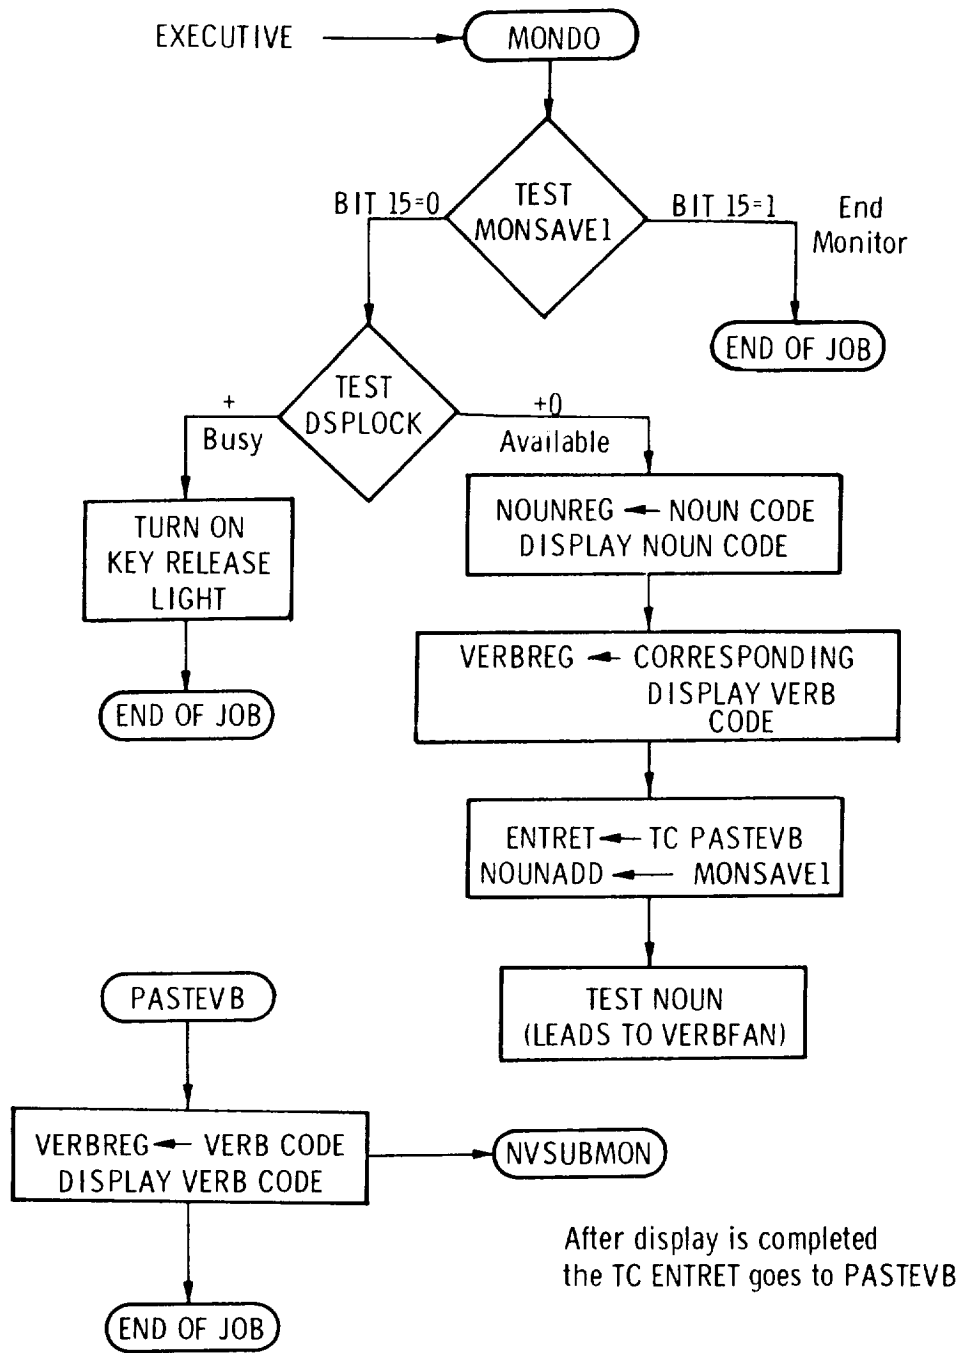 EXECUTIVE
MONDO
TEST
MONSAVE1
BIT 15=0
BIT 15=1
End
Monitor
END OF JOB
TEST
DSPLOCK
+
Busy
+0
Available
TURN ON
KEY RELEASE
LIGHT
END OF JOB
NOUNREG ← NOUN CODE
DISPLAY NOUN CODE
VERBREG ← CORRESPONDING
DISPLAY VERB
CODE
ENTRET ← TC PASTEVB
NOUNADD ← MONSAVE1
TEST NOUN
(LEADS TO VERBFAN)
PASTEVB
VERBREG ← VERB CODE
DISPLAY VERB CODE
NVSUBMON
END OF JOB
After display is completed
the TC ENTRET goes to PASTEVB